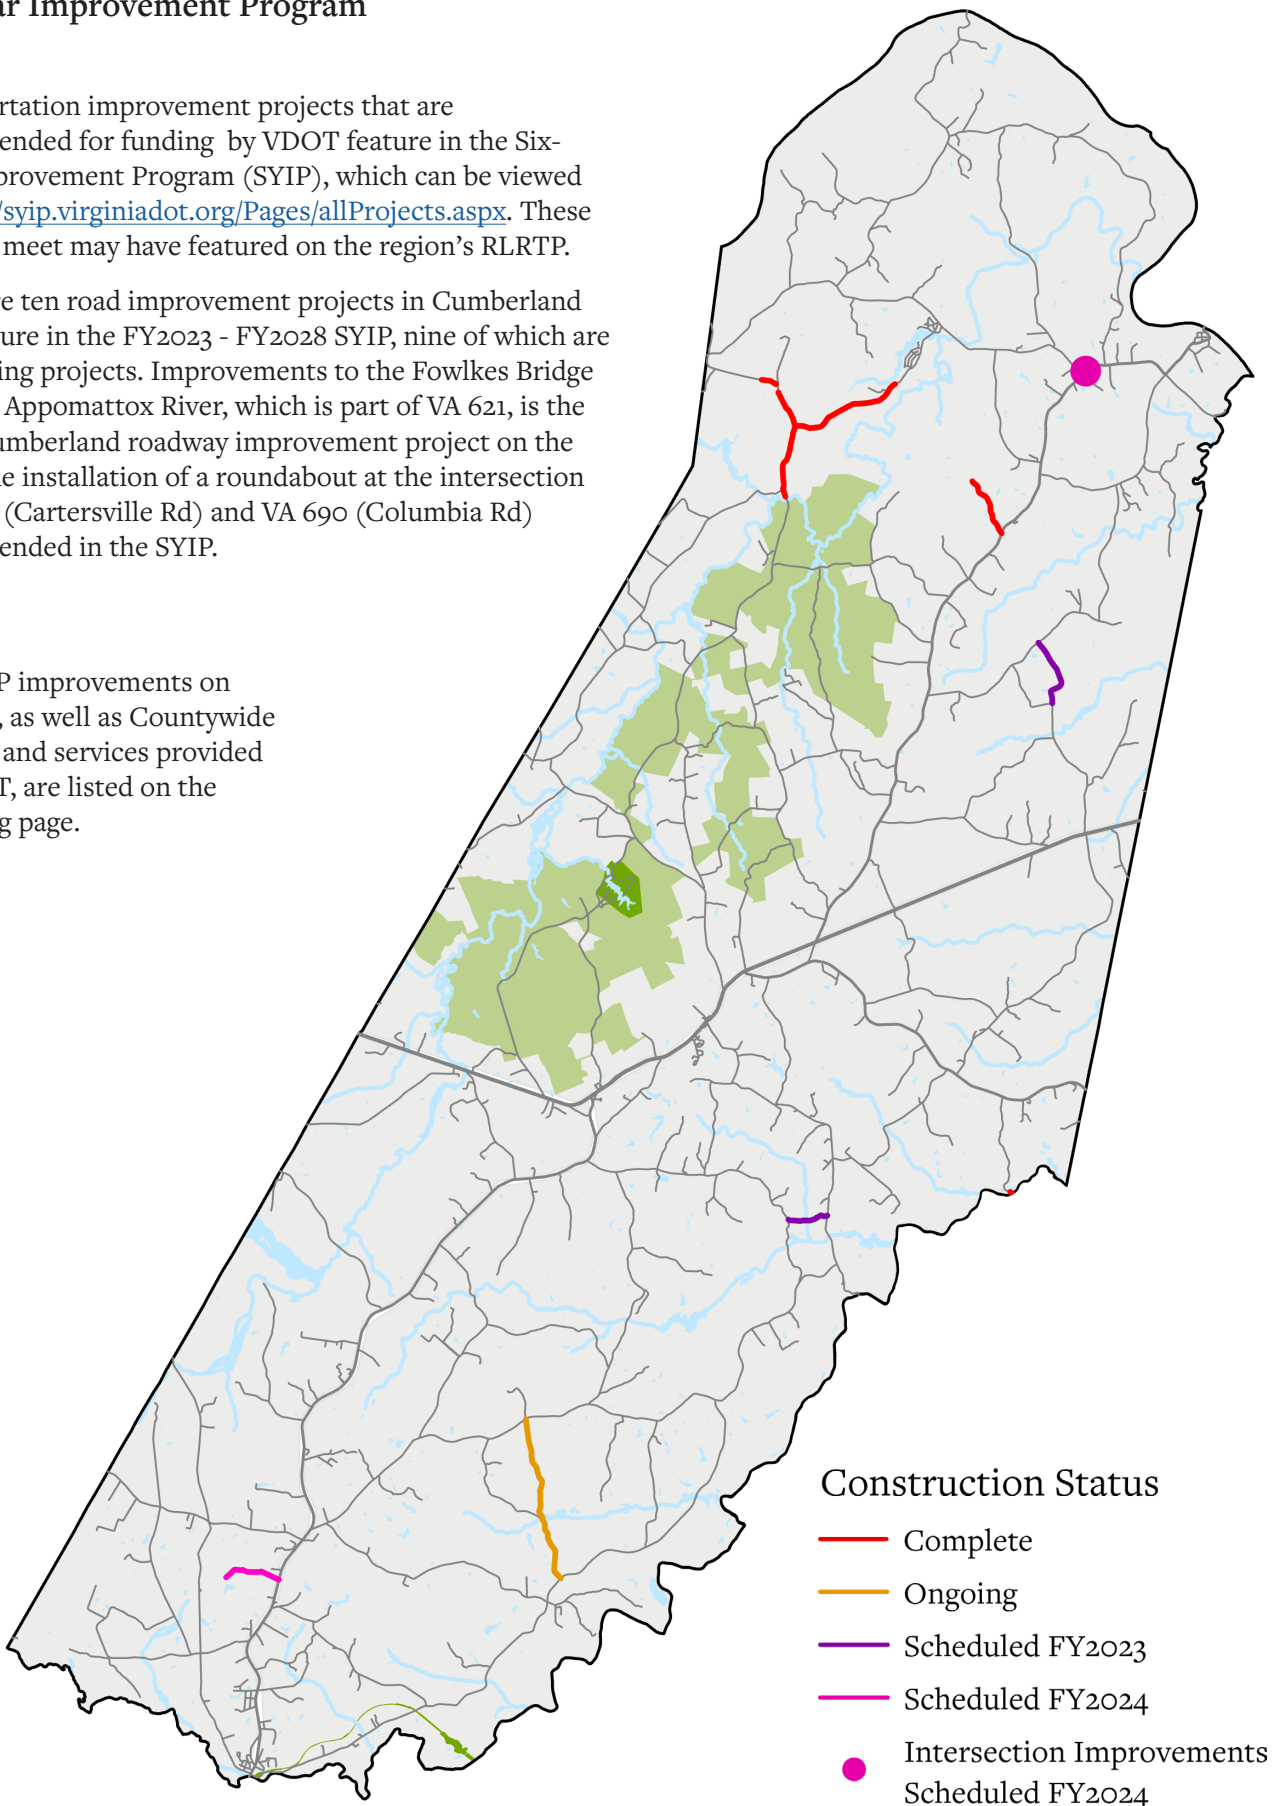 ar Improvement Program
rtation improvement projects that are
ended for funding by VDOT feature in the Six-
provement Program (SYIP), which can be viewed
/syip.virginiadot.org/Pages/allProjects.aspx. These
meet may have featured on the region's RLRTP.
re ten road improvement projects in Cumberland
ure in the FY2023 - FY2028 SYIP, nine of which are
ing projects. Improvements to the Fowlkes Bridge
Appomattox River, which is part of VA 621, is the
umberland roadway improvement project on the
e installation of a roundabout at the intersection
(Cartersville Rd) and VA 690 (Columbia Rd)
ended in the SYIP.
P improvements on
, as well as Countywide
and services provided
T, are listed on the
g page.
Construction Status
Complete
Ongoing
Scheduled FY2023
Scheduled FY2024
Intersection Improvements
Scheduled FY2024